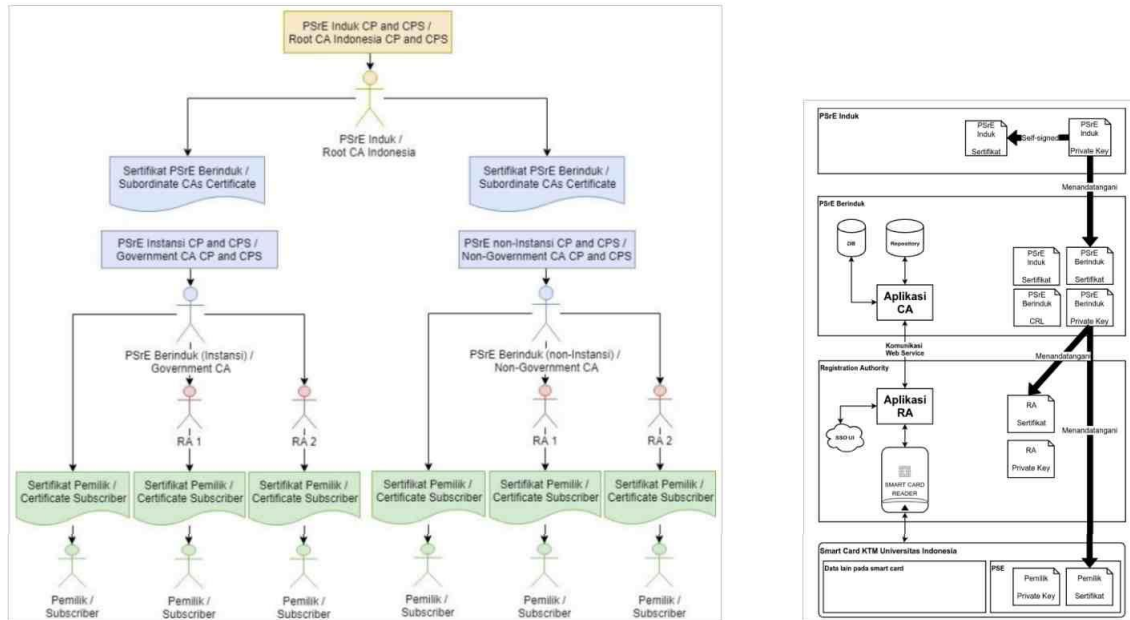 PSrE Induk CP and CPS /
Root CA Indonesia CP and CPS
PSrE Induk /
Root CA Indonesia
Sertifikat PSrE Berinduk /
Subordinate CAs Certificate
Sertifikat PSrE Berinduk /
Subordinate CAs Certificate
PSrE Instansi CP and CPS /
Government CA CP and CPS
PSrE non-Instansi CP and CPS /
Non-Government CA CP and CPS
PSrE Berinduk (Instansi) /
Government CA
PSrE Berinduk (non-Instansi) /
Non-Government CA
RA 1
RA 2
RA 1
RA 2
Sertifikat Pemilik /
Certificate Subscriber
Sertifikat Pemilik /
Certificate Subscriber
Sertifikat Pemilik /
Certificate Subscriber
Sertifikat Pemilik /
Certificate Subscriber
Sertifikat Pemilik /
Certificate Subscriber
Sertifikat Pemilik /
Certificate Subscriber
Pemilik /
Subscriber
Pemilik /
Subscriber
Pemilik /
Subscriber
Pemilik /
Subscriber
Pemilik /
Subscriber
Pemilik /
Subscriber
PSrE Induk
PSrE
Induk
Sertifikat
Self-signed
PSrE
Induk
Private Key
Menandatangani
PSrE Berinduk
DB
Repository
Aplikasi
CA
PSrE
Induk
Sertifikat
PSrE
Berinduk
Sertifikat
PSrE
Berinduk
CRL
PSrE
Berinduk
Private Key
Komunikasi
Web Service
Menandatangani
Registration Authority
Aplikasi
RA
SSO UI
SMART CARD
READER
RA
Sertifikat
RA
Private Key
Menandatangani
Smart Card KTM Universitas Indonesia
Data lain pada smart card
PSE
Pemilik
Private Key
Pemilik
Sertifikat